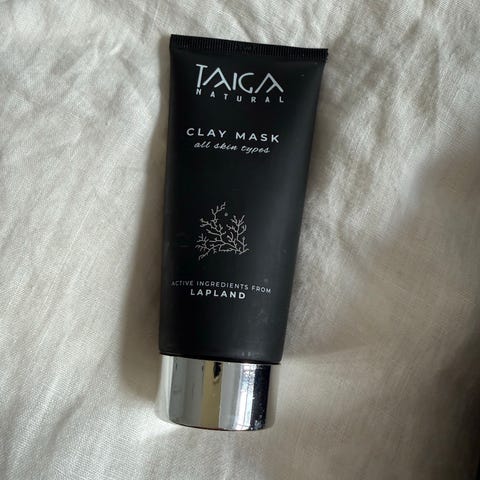 TAIGA
NATURAL
CLAY MASK
all skin types
ACTIVE INGREDIENTS FROM
LAPLAND